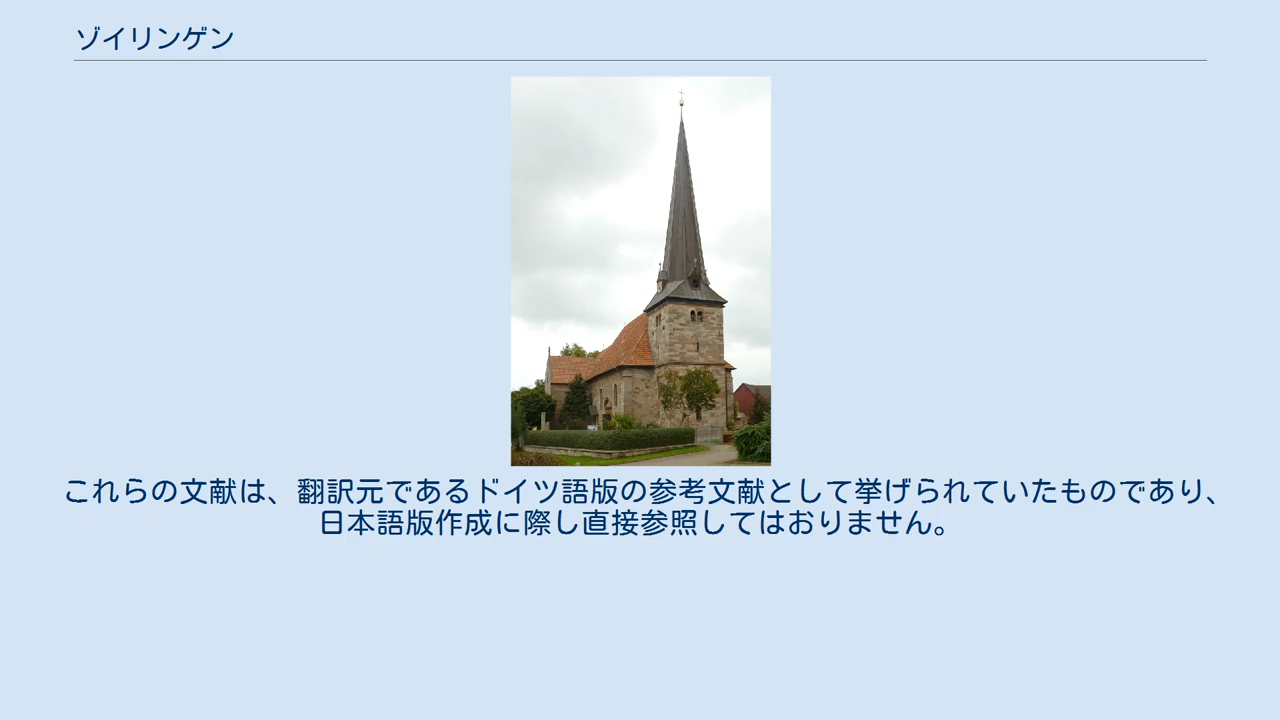 ゾイリンゲン
これらの文献は、翻訳元であるドイツ語版の参考文献として挙げられていたものであり、
日本語版作成に際し直接参照してはおりません。